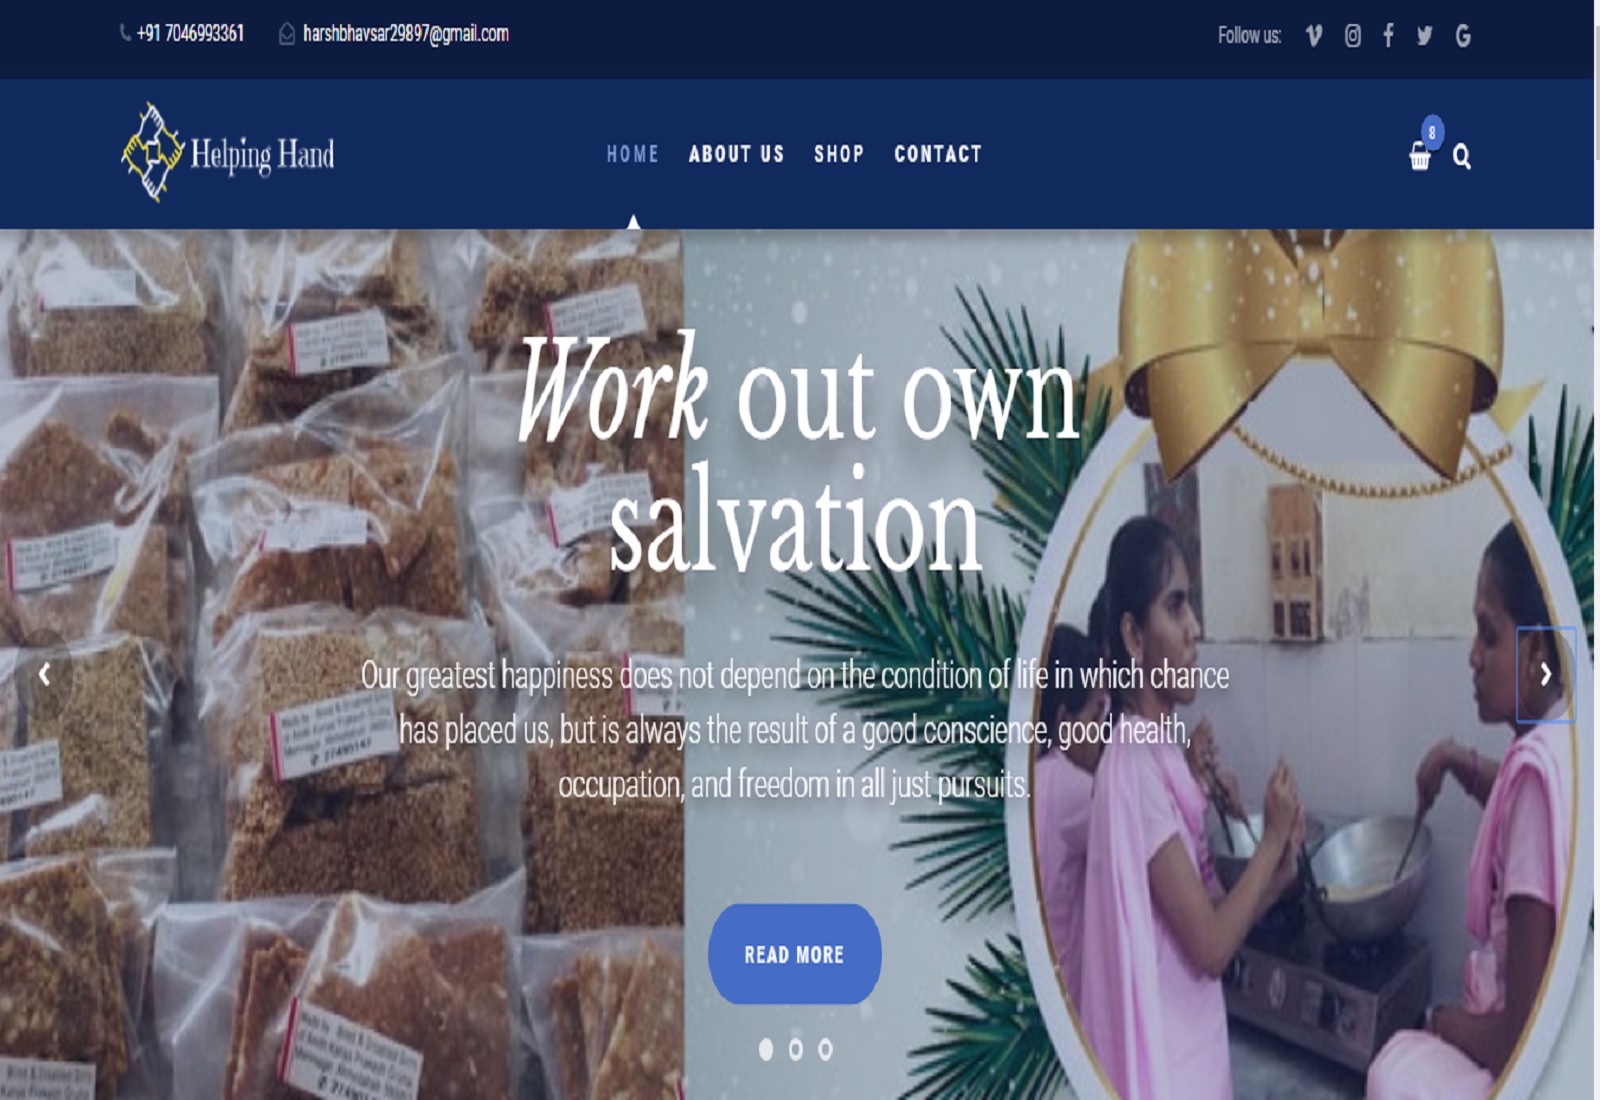 +91 7046993361
harshbhavsar29897@gmail.com
Follow us:
Helping Hand
HOME
ABOUT US
SHOP
CONTACT
8
Work out own
salvation
Our greatest happiness does not depend on the condition of life in which chance
has placed us, but is always the result of a good conscience, good health,
occupation, and freedom in all just pursuits.
READ MORE